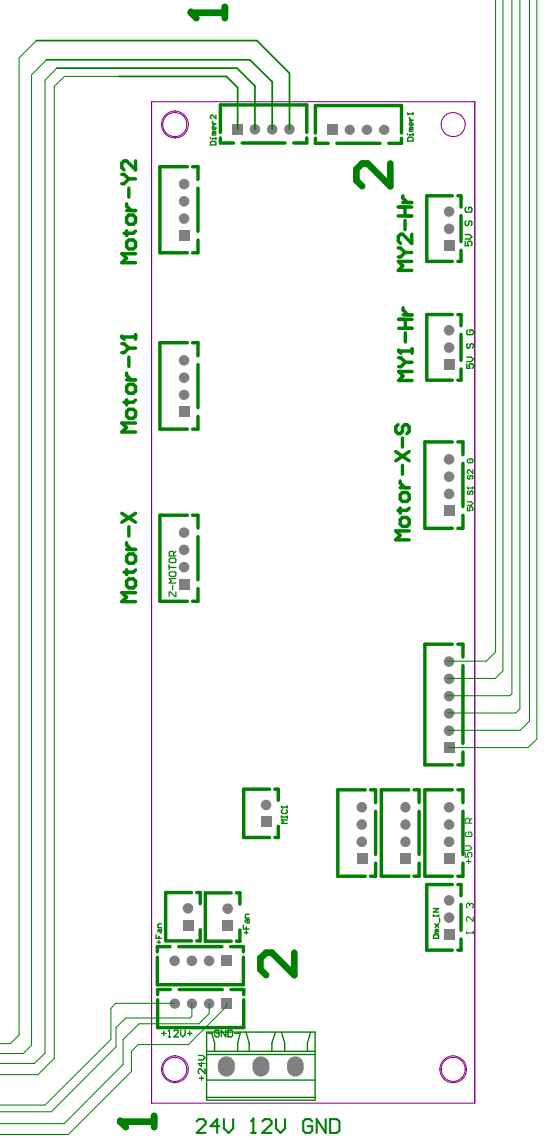 1
Dimer2
Dimer1
2
Motor-Y2
MY2-Hr
5V S G
Motor-Y1
MY1-Hr
5V S G
Motor-X-S
5V S1 S2 G
Motor-X
Z-MOTOR
MIC1
+5V G R
+Fan
+Fan
Dmx_IN
1 2 3
2
+12V+ GND-
+24V
1
24V 12V GND